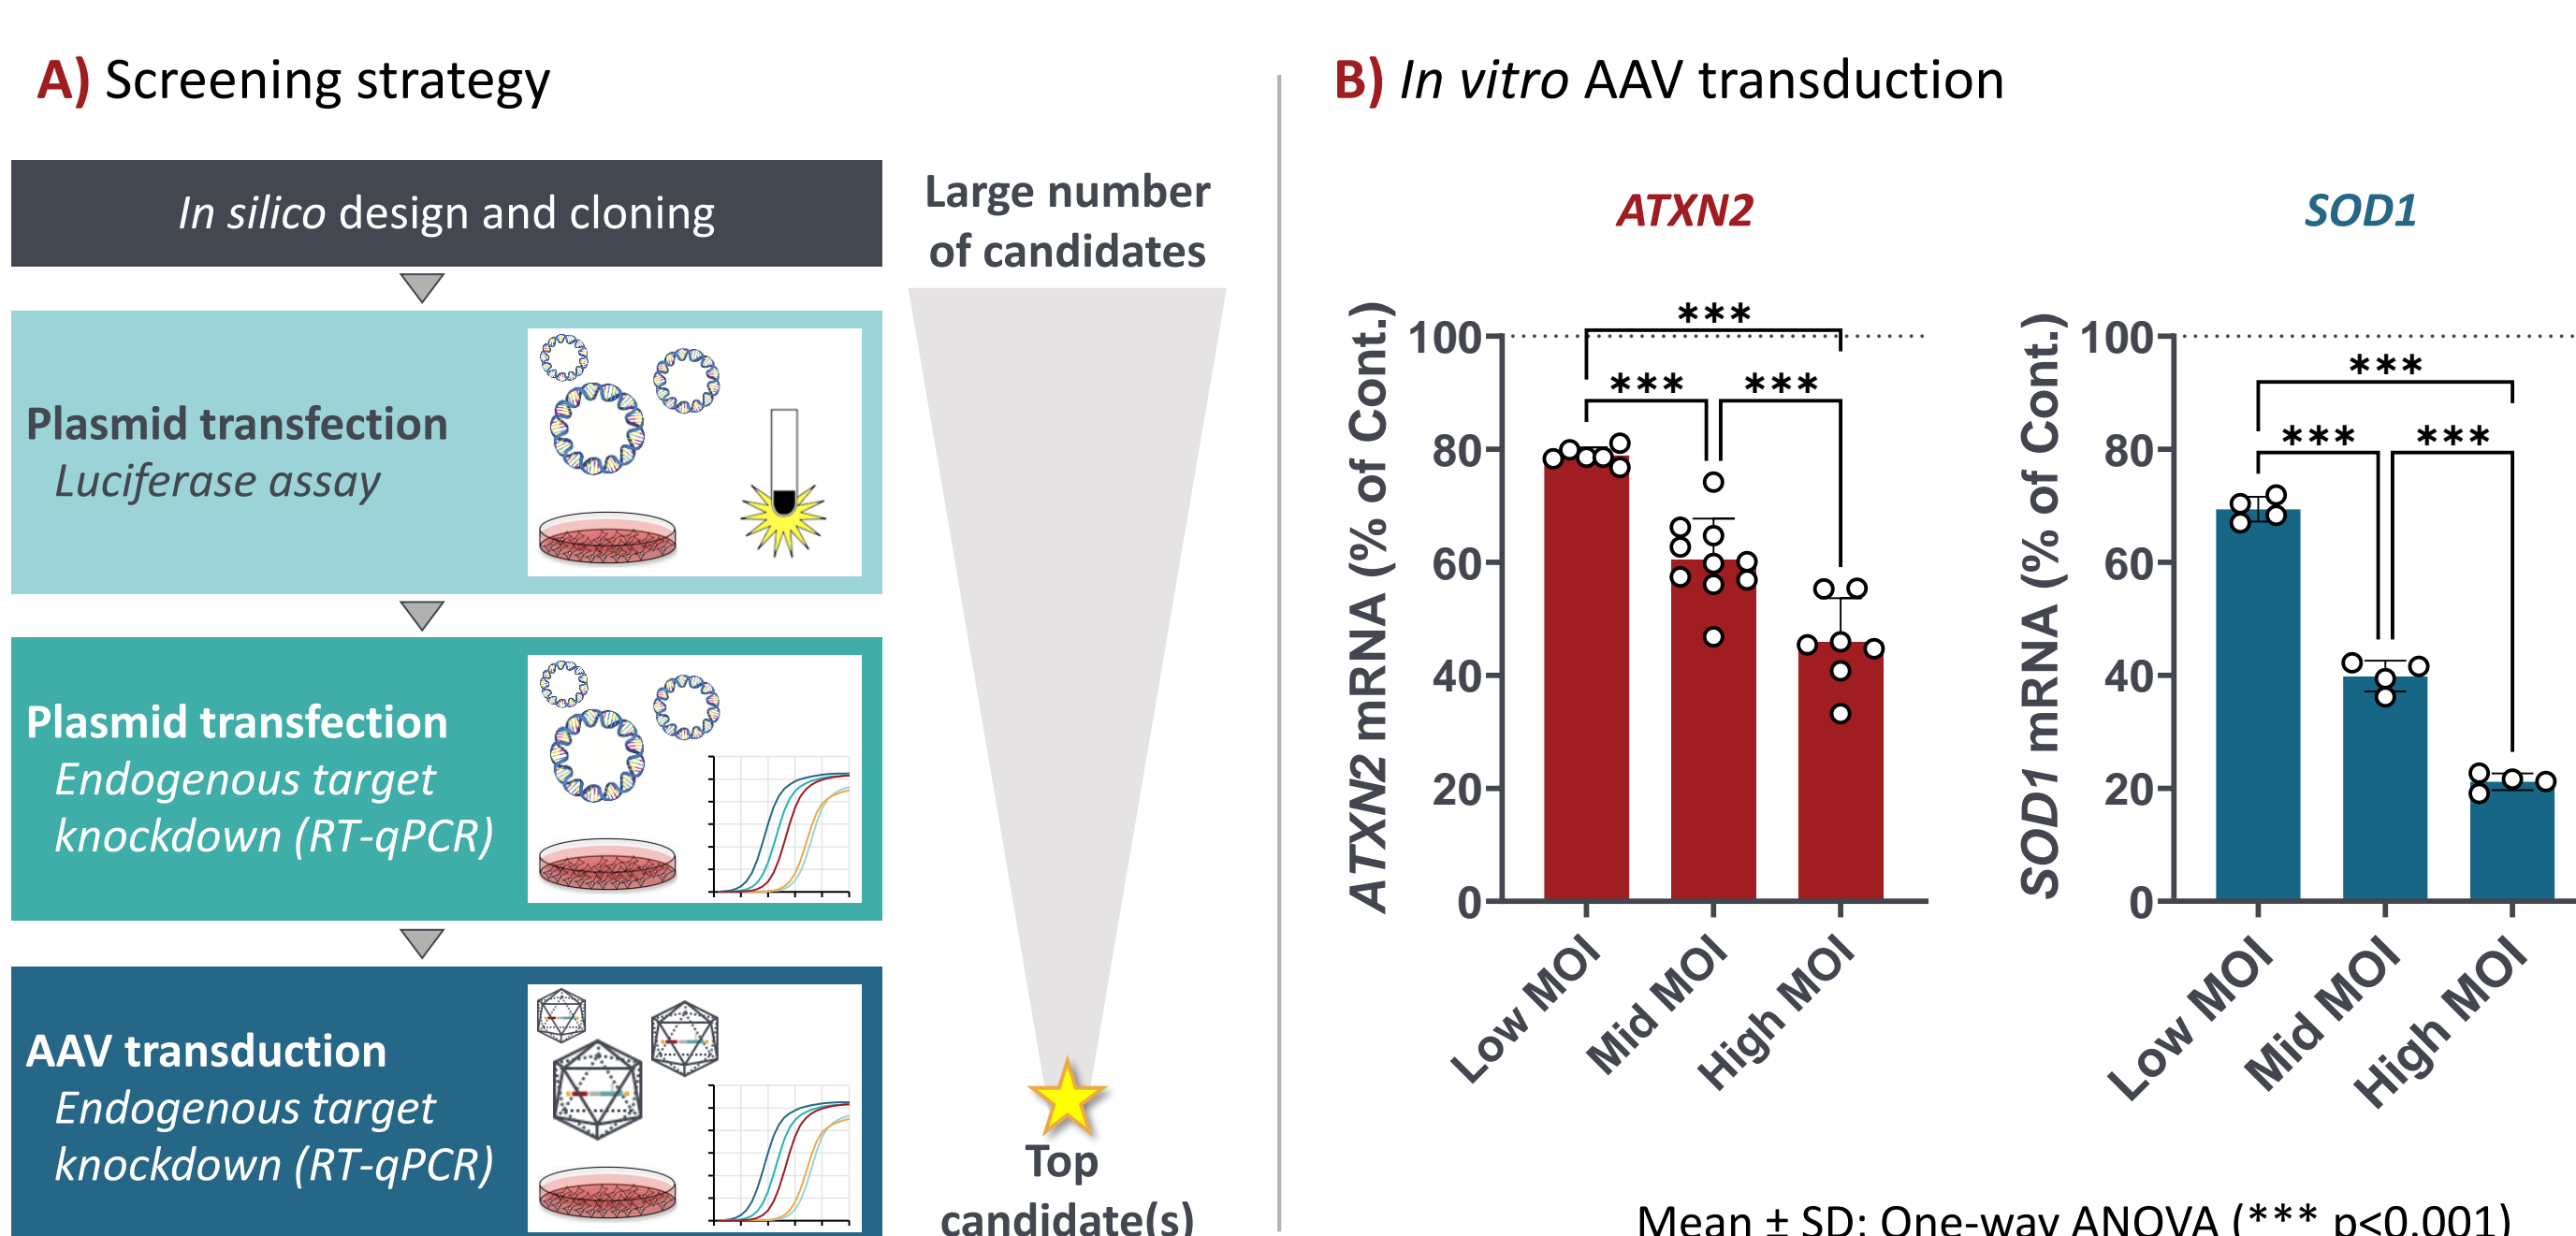 A) Screening strategy
In silico design and cloning
Plasmid transfection
Luciferase assay
Plasmid transfection
Endogenous target
knockdown (RT-qPCR)
AAV transduction
Endogenous target
knockdown (RT-qPCR)
Large number
of candidates
Top
candidate(s)
B) In vitro AAV transduction
ATXN2
ATXN2 mRNA (% of Cont.)
100
80
60
40
20
0
***
***
***
Low MOI
Mid MOI
High MOI
SOD1
SOD1 mRNA (% of Cont.)
100
80
60
40
20
0
***
***
***
Low MOI
Mid MOI
High MOI
Mean ± SD; One-way ANOVA (*** p<0.001)